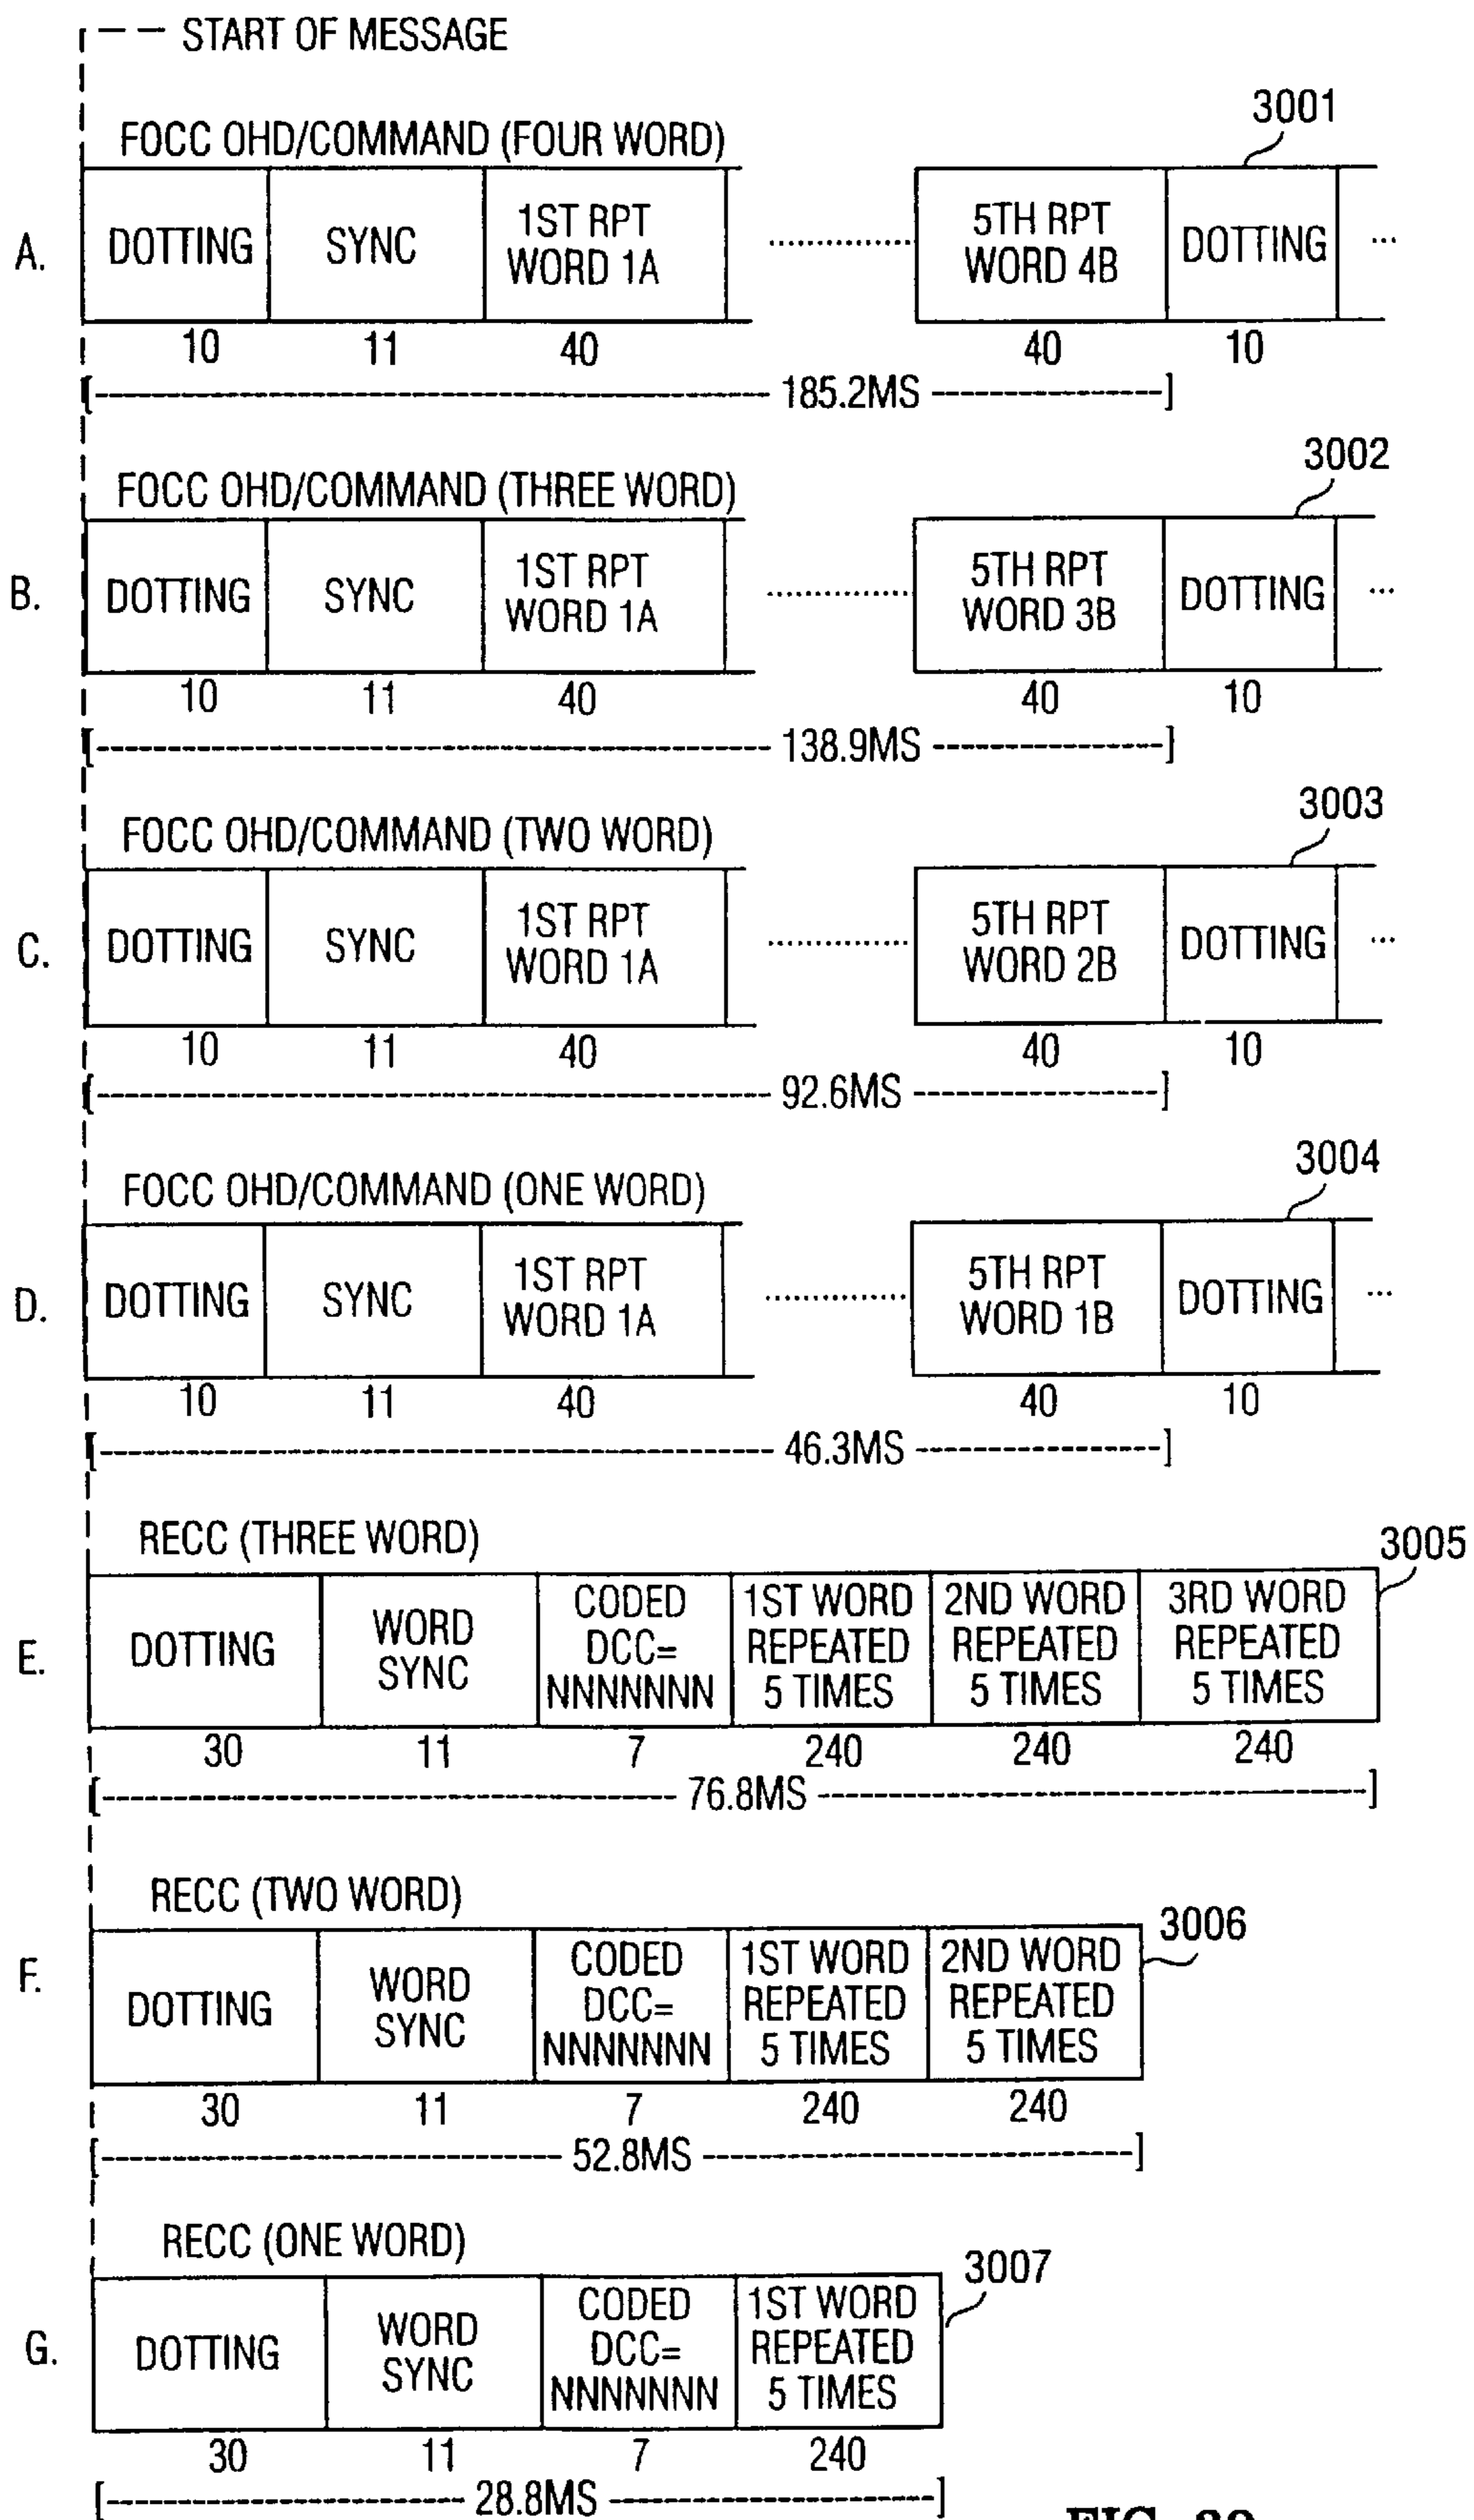 START OF MESSAGE
3001
FOCC OHD/COMMAND (FOUR WORD)
A.
DOTTING
SYNC
1ST RPT
WORD 1A
5TH RPT
WORD 4B
DOTTING
...
10
11
40
40
10
185.2MS
3002
FOCC OHD/COMMAND (THREE WORD)
B.
DOTTING
SYNC
1ST RPT
WORD 1A
5TH RPT
WORD 3B
DOTTING
...
10
11
40
40
10
138.9MS
3003
FOCC OHD/COMMAND (TWO WORD)
C.
DOTTING
SYNC
1ST RPT
WORD 1A
5TH RPT
WORD 2B
DOTTING
...
10
11
40
40
10
92.6MS
3004
FOCC OHD/COMMAND (ONE WORD)
D.
DOTTING
SYNC
1ST RPT
WORD 1A
5TH RPT
WORD 1B
DOTTING
...
10
11
40
40
10
46.3MS
RECC (THREE WORD)
3005
E.
DOTTING
WORD
SYNC
CODED
DCC=
NNNNNNN
1ST WORD
REPEATED
5 TIMES
2ND WORD
REPEATED
5 TIMES
3RD WORD
REPEATED
5 TIMES
30
11
7
240
240
240
76.8MS
RECC (TWO WORD)
3006
F.
DOTTING
WORD
SYNC
CODED
DCC=
NNNNNNN
1ST WORD
REPEATED
5 TIMES
2ND WORD
REPEATED
5 TIMES
30
11
7
240
240
52.8MS
RECC (ONE WORD)
3007
G.
DOTTING
WORD
SYNC
CODED
DCC=
NNNNNNN
1ST WORD
REPEATED
5 TIMES
30
11
7
240
28.8MS